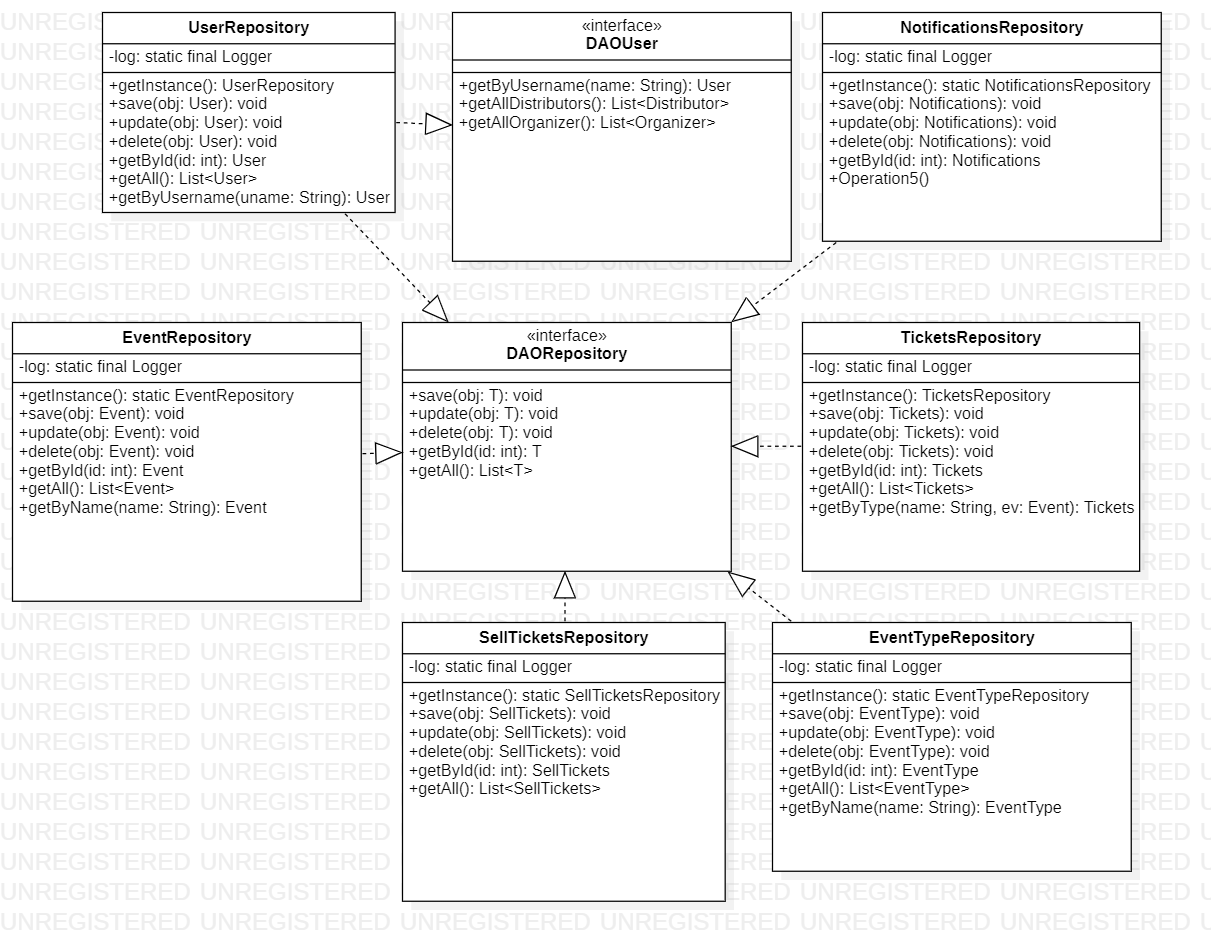 UserRepository
-log: static final Logger
+getInstance(): UserRepository
+save(obj: User): void
+update(obj: User): void
+delete(obj: User): void
+getById(id: int): User
+getAll(): List<User>
+getByUsername(uname: String): User
«interface»
DAOUser
+getByUsername(name: String): User
+getAllDistributors(): List<Distributor>
+getAllOrganizer(): List<Organizer>
NotificationsRepository
-log: static final Logger
+getInstance(): static NotificationsRepository
+save(obj: Notifications): void
+update(obj: Notifications): void
+delete(obj: Notifications): void
+getById(id: int): Notifications
+Operation5()
EventRepository
-log: static final Logger
+getInstance(): static EventRepository
+save(obj: Event): void
+update(obj: Event): void
+delete(obj: Event): void
+getById(id: int): Event
+getAll(): List<Event>
+getByName(name: String): Event
«interface»
DAORepository
+save(obj: T): void
+update(obj: T): void
+delete(obj: T): void
+getById(id: int): T
+getAll(): List<T>
TicketsRepository
-log: static final Logger
+getInstance(): TicketsRepository
+save(obj: Tickets): void
+update(obj: Tickets): void
+delete(obj: Tickets): void
+getById(id: int): Tickets
+getAll(): List<Tickets>
+getByType(name: String, ev: Event): Tickets
SellTicketsRepository
-log: static final Logger
+getInstance(): static SellTicketsRepository
+save(obj: SellTickets): void
+update(obj: SellTickets): void
+delete(obj: SellTickets): void
+getById(id: int): SellTickets
+getAll(): List<SellTickets>
EventTypeRepository
-log: static final Logger
+getInstance(): static EventTypeRepository
+save(obj: EventType): void
+update(obj: EventType): void
+delete(obj: EventType): void
+getById(id: int): EventType
+getAll(): List<EventType>
+getByName(name: String): EventType
UNREGISTERED